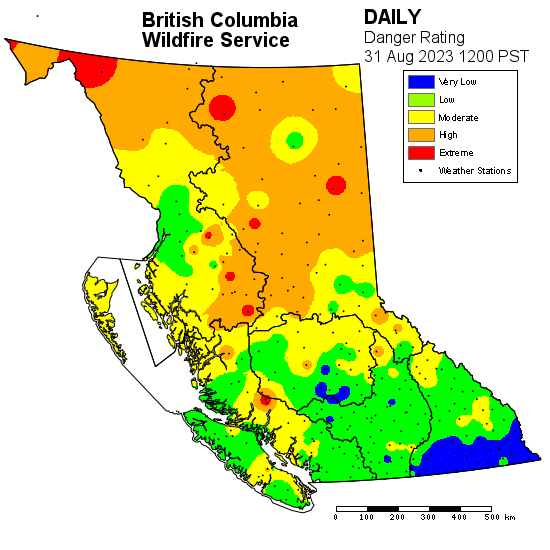 British Columbia
Wildfire Service
DAILY
Danger Rating
31 Aug 2023 1200 PST
Very Low
Low
Moderate
High
Extreme
Weather Stations
0 100 200 300 400 500 km